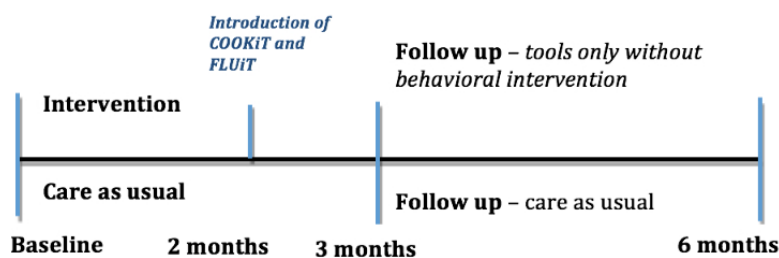 Introduction of
COOKiT and
FLUiT
Follow up – tools only without
behavioral intervention
Intervention
Care as usual
Follow up – care as usual
Baseline
2 months
3 months
6 months